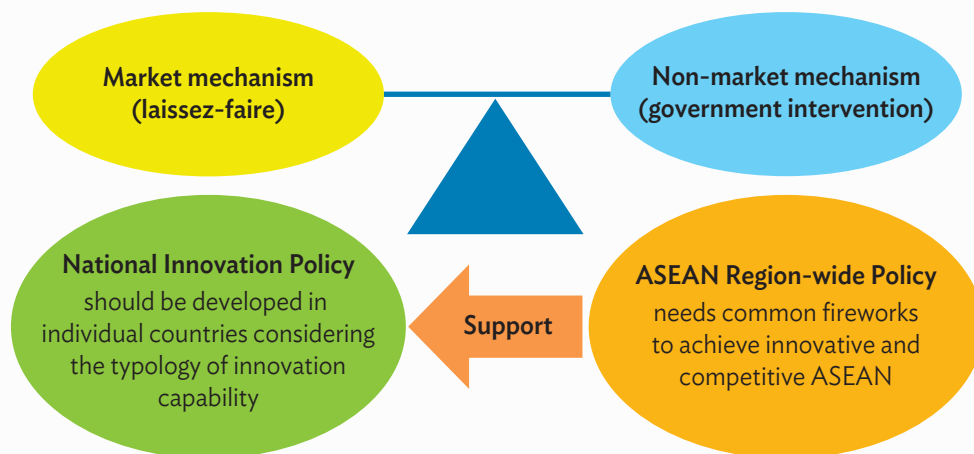 Market mechanism
(laissez-faire)
Non-market mechanism
(government intervention)
National Innovation Policy
should be developed in
individual countries considering
the typology of innovation
capability
Support
ASEAN Region-wide Policy
needs common fireworks
to achieve innovative and
competitive ASEAN